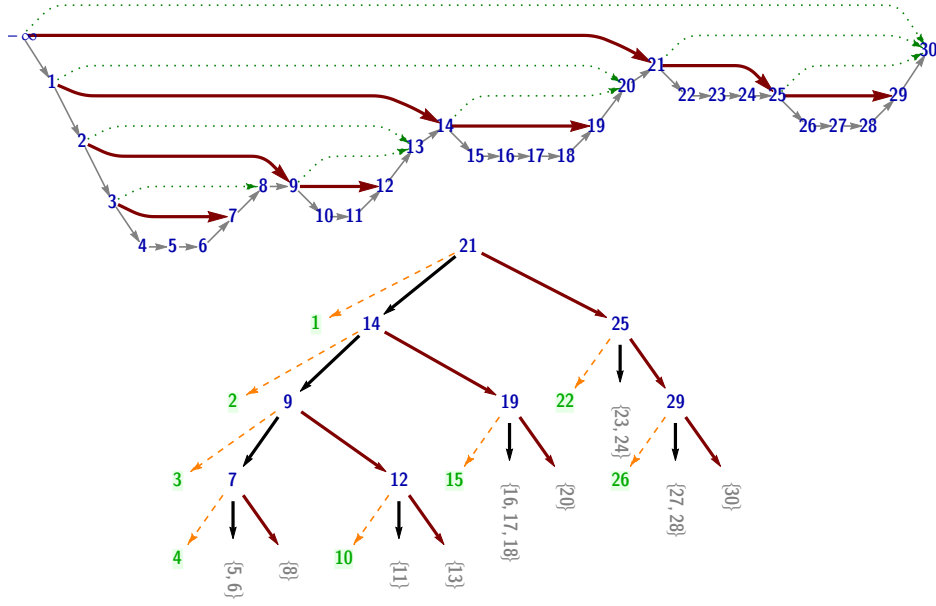 −∞ 30
21
1 20 22 23 24 25 29
14 19 26 27 28
2 13 15 16 17 18
3 8 9 12
7 10 11
4 5 6
21
1 14 25
2 9 19 22 {23, 24} 29
3 7 12 15 {16, 17, 18} {20} 26 {27, 28} {30}
4 {5, 6} {8} 10 {11} {13}